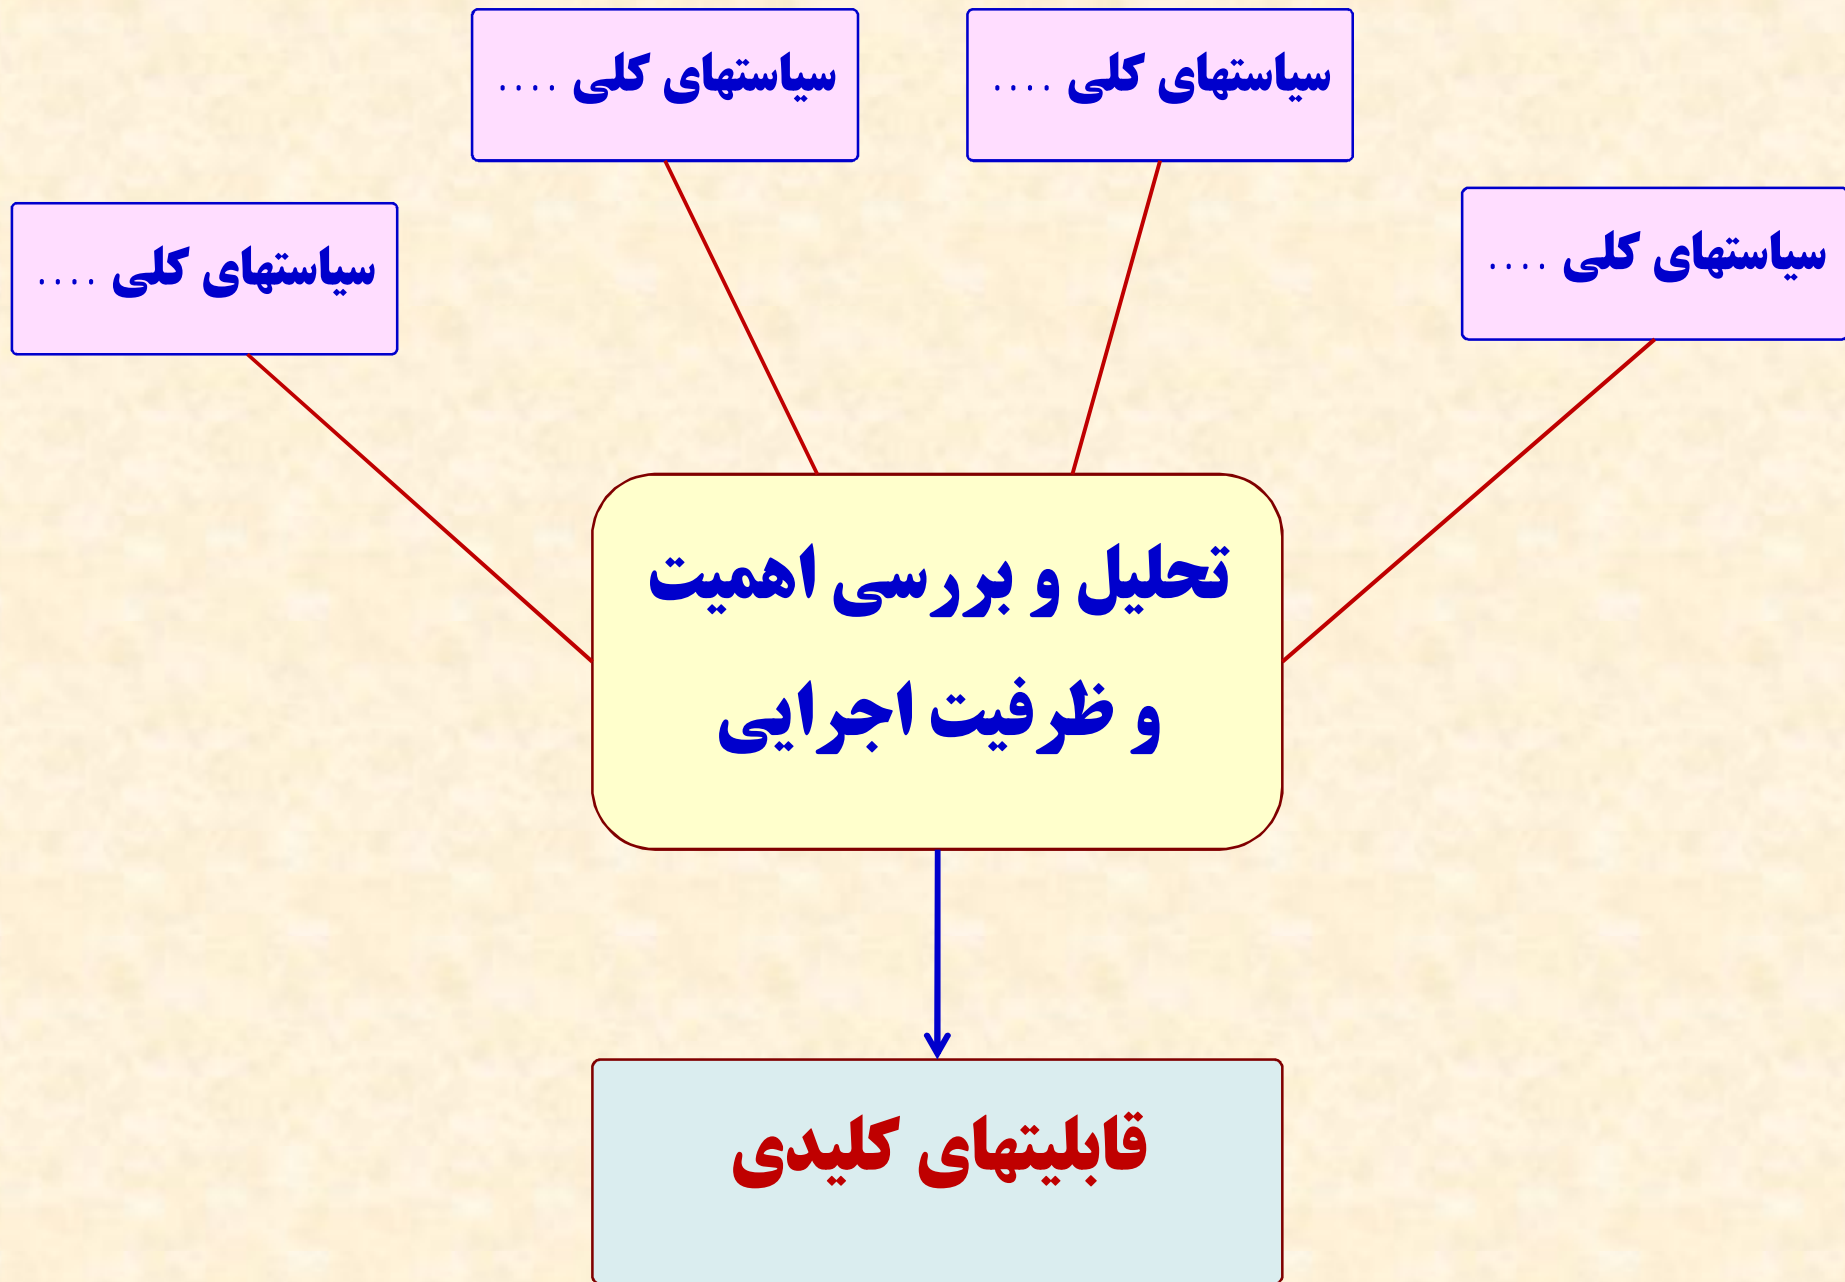 سیاستهای کلی ....
سیاستهای کلی ....
سیاستهای کلی ....
سیاستهای کلی ....
تحلیل و بررسی اهمیت
و ظرفیت اجرایی
قابلیتهای کلیدی